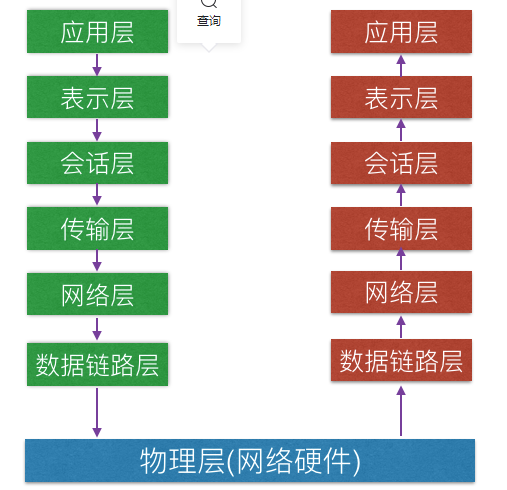 查询
应用层
应用层
表示层
表示层
会话层
会话层
传输层
传输层
网络层
网络层
数据链路层
数据链路层
物理层(网络硬件)